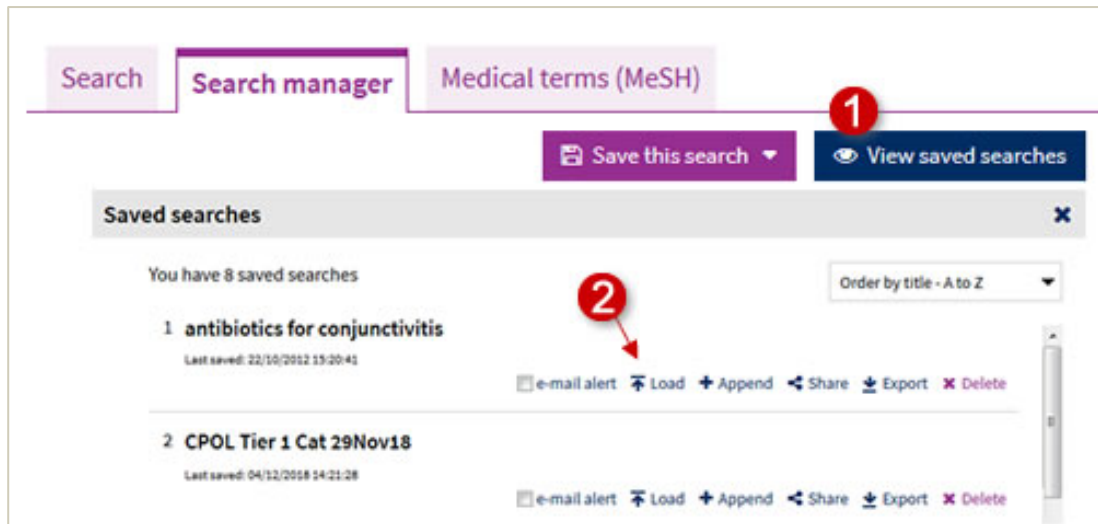 Search Search manager Medical terms (MeSH)
1
Save this search View saved searches
Saved searches
You have 8 saved searches
Order by title - A to Z
2
1 antibiotics for conjunctivitis
Last saved: 22/10/2012 15:20:41
e-mail alert Load Append Share Export Delete
2 CPOL Tier 1 Cat 29Nov18
Last saved: 04/12/2018 14:21:28
e-mail alert Load Append Share Export Delete